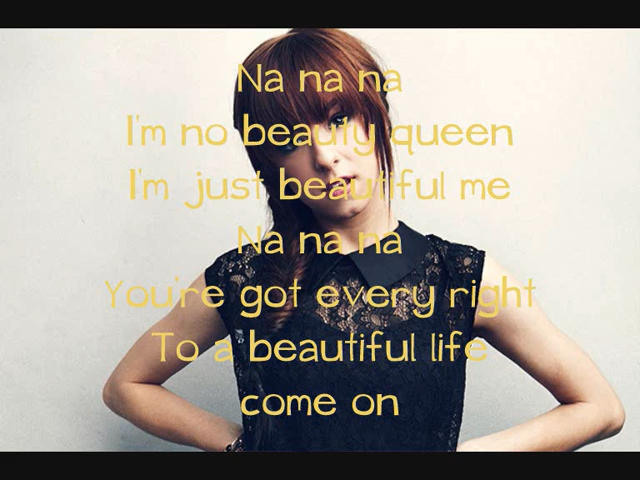 Na na na
I'm no beauty queen
I'm just beautiful me
Na na na
You're got every right
To a beautiful life
come on